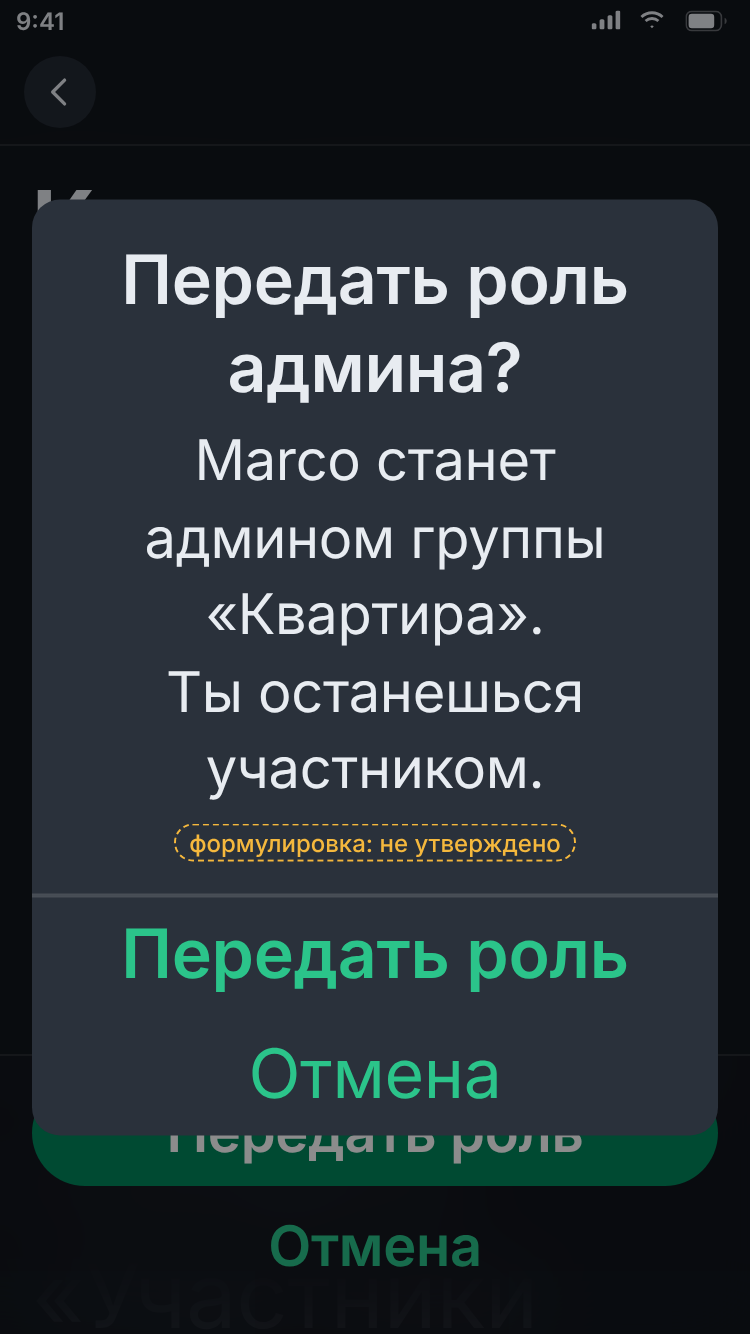 9:41
Передать роль
админа?
Marco станет
админом группы
«Квартира».
Ты останешься
участником.
формулировка: не утверждено
Передать роль
Отмена
Передать роль
Отмена
«Участники